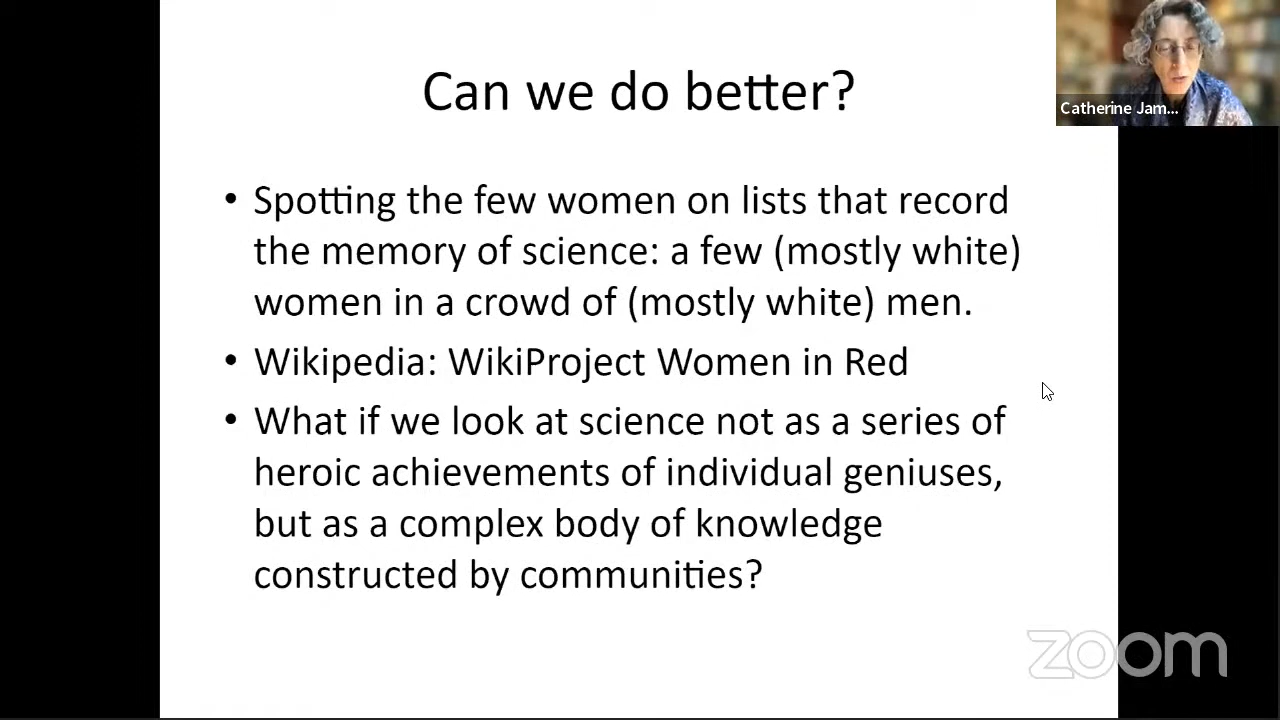 Can we do better?
Catherine Jam...
• Spotting the few women on lists that record
the memory of science: a few (mostly white)
women in a crowd of (mostly white) men.
• Wikipedia: WikiProject Women in Red
• What if we look at science not as a series of
heroic achievements of individual geniuses,
but as a complex body of knowledge
constructed by communities?
zoom